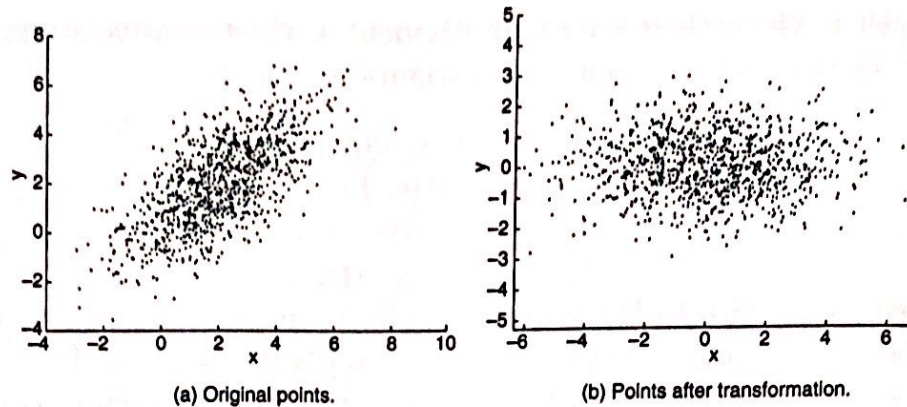 8
6
4
2
0
−2
−4
y
−4 −2 0 2 4 6 8 10
x
(a) Original points.
5
4
3
2
1
0
−1
−2
−3
−4
−5
y
−6 −4 −2 0 2 4 6
x
(b) Points after transformation.